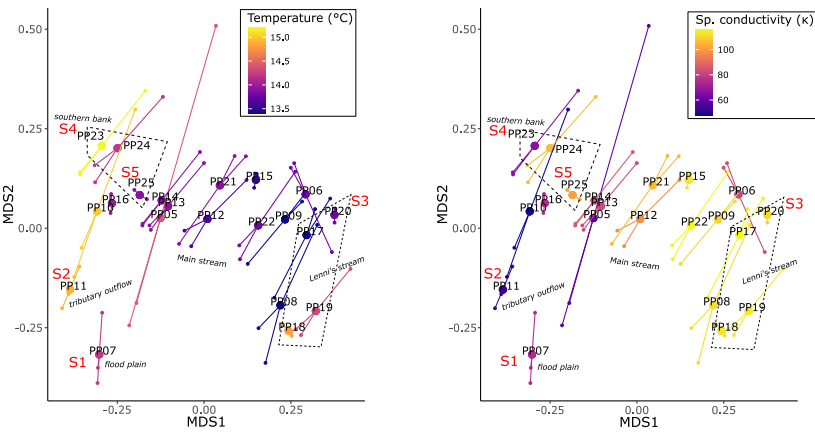 Temperature (°C)
15.0
14.5
14.0
13.5
0.50
0.25
0.00
-0.25
MDS2
-0.25
0.00
0.25
MDS1
southern bank
S4
PP23
PP24
S5
PP25
PP16
PP14
PP13
PP05
PP10
PP21
PP15
PP12
PP22
PP09
PP06
PP20
PP17
S3
S2
PP11
tributary outflow
Main stream
Lenni's stream
PP08
PP19
PP18
S1
PP07
flood plain
Sp. conductivity (κ)
100
80
60
0.50
0.25
0.00
-0.25
MDS2
-0.25
0.00
0.25
MDS1
southern bank
S4
PP23
PP24
S5
PP25
PP16
PP14
PP13
PP05
PP10
PP21
PP15
PP12
PP22
PP09
PP06
PP20
PP17
S3
S2
PP11
tributary outflow
Main stream
Lenni's stream
PP08
PP19
PP18
S1
PP07
flood plain